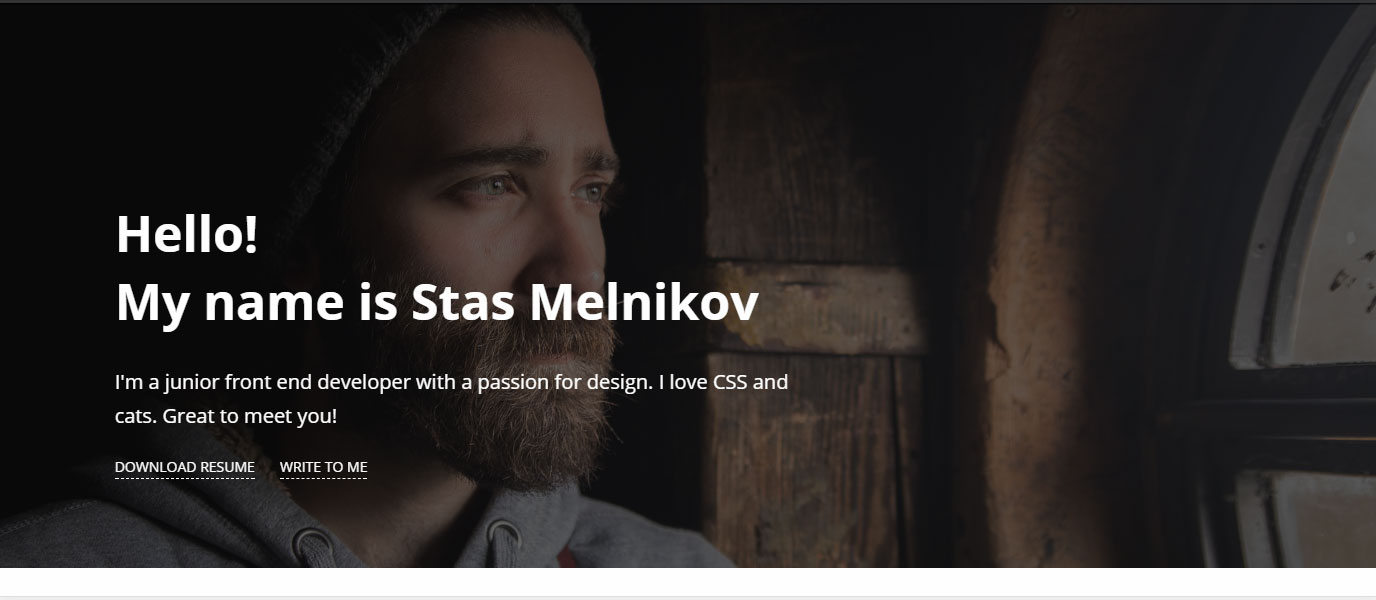 Hello!
My name is Stas Melnikov
I'm a junior front end developer with a passion for design. I love CSS and
cats. Great to meet you!
DOWNLOAD RESUME WRITE TO ME